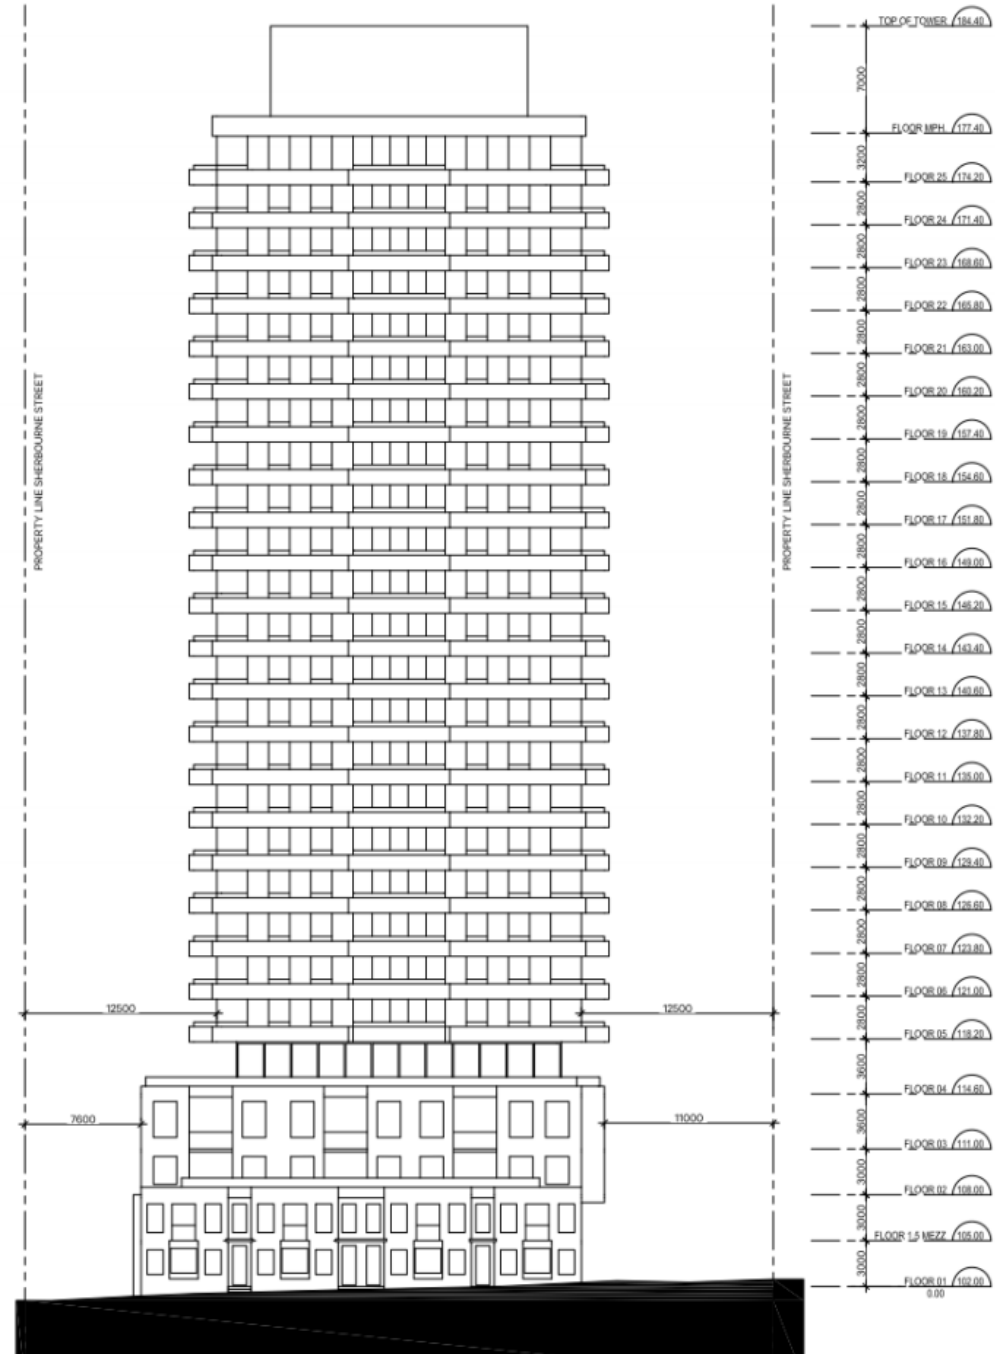 TOP OF TOWER 184.40
7000
FLOOR MPH 177.40
3200
FLOOR 25 174.20
2800
FLOOR 24 171.40
2800
FLOOR 23 168.60
2800
FLOOR 22 165.80
2800
FLOOR 21 163.00
2800
FLOOR 20 160.20
2800
FLOOR 19 157.40
2800
FLOOR 18 154.60
2800
FLOOR 17 151.80
2800
FLOOR 16 149.00
2800
FLOOR 15 146.20
2800
FLOOR 14 143.40
2800
FLOOR 13 140.60
2800
FLOOR 12 137.80
2800
FLOOR 11 135.00
2800
FLOOR 10 132.20
2800
FLOOR 09 129.40
2800
FLOOR 08 126.60
2800
FLOOR 07 123.80
2800
FLOOR 06 121.00
2800
FLOOR 05 118.20
3600
FLOOR 04 114.60
3600
FLOOR 03 111.00
3000
FLOOR 02 108.00
3000
FLOOR 1.5 MEZZ 105.00
3000
FLOOR 01 102.00
0.00
PROPERTY LINE SHERBOURNE STREET
PROPERTY LINE SHERBOURNE STREET
12500
12500
7600
11000